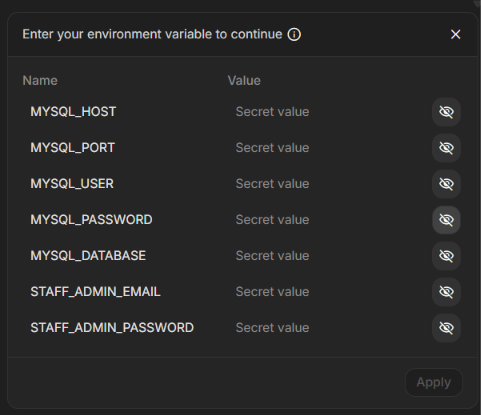 Enter your environment variable to continue
Name Value
MYSQL_HOST Secret value
MYSQL_PORT Secret value
MYSQL_USER Secret value
MYSQL_PASSWORD Secret value
MYSQL_DATABASE Secret value
STAFF_ADMIN_EMAIL Secret value
STAFF_ADMIN_PASSWORD Secret value
Apply